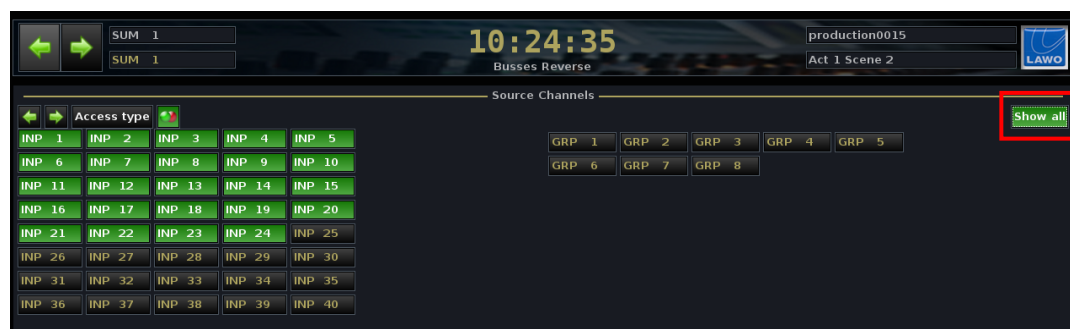 SUM 1
SUM 1
10:24:35
Busses Reverse
production0015
Act 1 Scene 2
LAWO
Source Channels
Access type
Show all
INP 1 INP 2 INP 3 INP 4 INP 5
INP 6 INP 7 INP 8 INP 9 INP 10
INP 11 INP 12 INP 13 INP 14 INP 15
INP 16 INP 17 INP 18 INP 19 INP 20
INP 21 INP 22 INP 23 INP 24 INP 25
INP 26 INP 27 INP 28 INP 29 INP 30
INP 31 INP 32 INP 33 INP 34 INP 35
INP 36 INP 37 INP 38 INP 39 INP 40
GRP 1 GRP 2 GRP 3 GRP 4 GRP 5
GRP 6 GRP 7 GRP 8